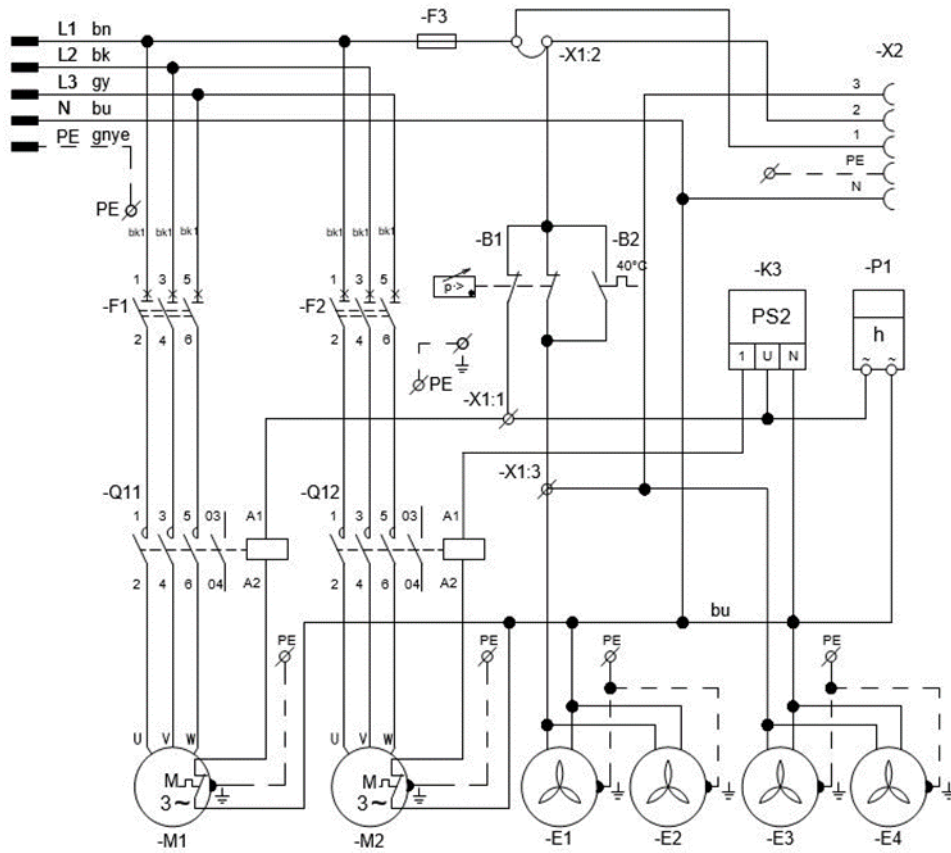 L1 bn
L2 bk
L3 gy
N bu
PE gnye
-F3
-X1:2
-X2
3
2
1
PE
N
PE
bk1 bk1 bk1
bk1 bk1 bk1
-B1
-B2
40°C
p->
1 3 5
-F1
2 4 6
1 3 5
-F2
2 4 6
PE
-K3
PS2
1 U N
-P1
h
~ ~
-X1:1
-X1:3
-Q11
1 3 5 03 A1
2 4 6 04 A2
-Q12
1 3 5 03 A1
2 4 6 04 A2
bu
PE
PE
PE
PE
U V W
M
3~
-M1
U V W
M
3~
-M2
-E1
-E2
-E3
-E4